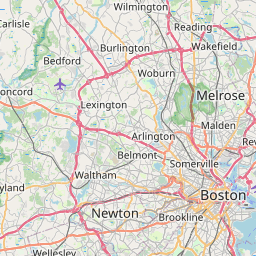 Wilmington
Carlisle
Reading
Burlington
Wakefield
Bedford
Woburn
oncord
Melrose
Lexington
Malden
Arlington
Rev
Belmont
Somerville
Waltham
yland
Boston
Newton
Brookline
Wellesley